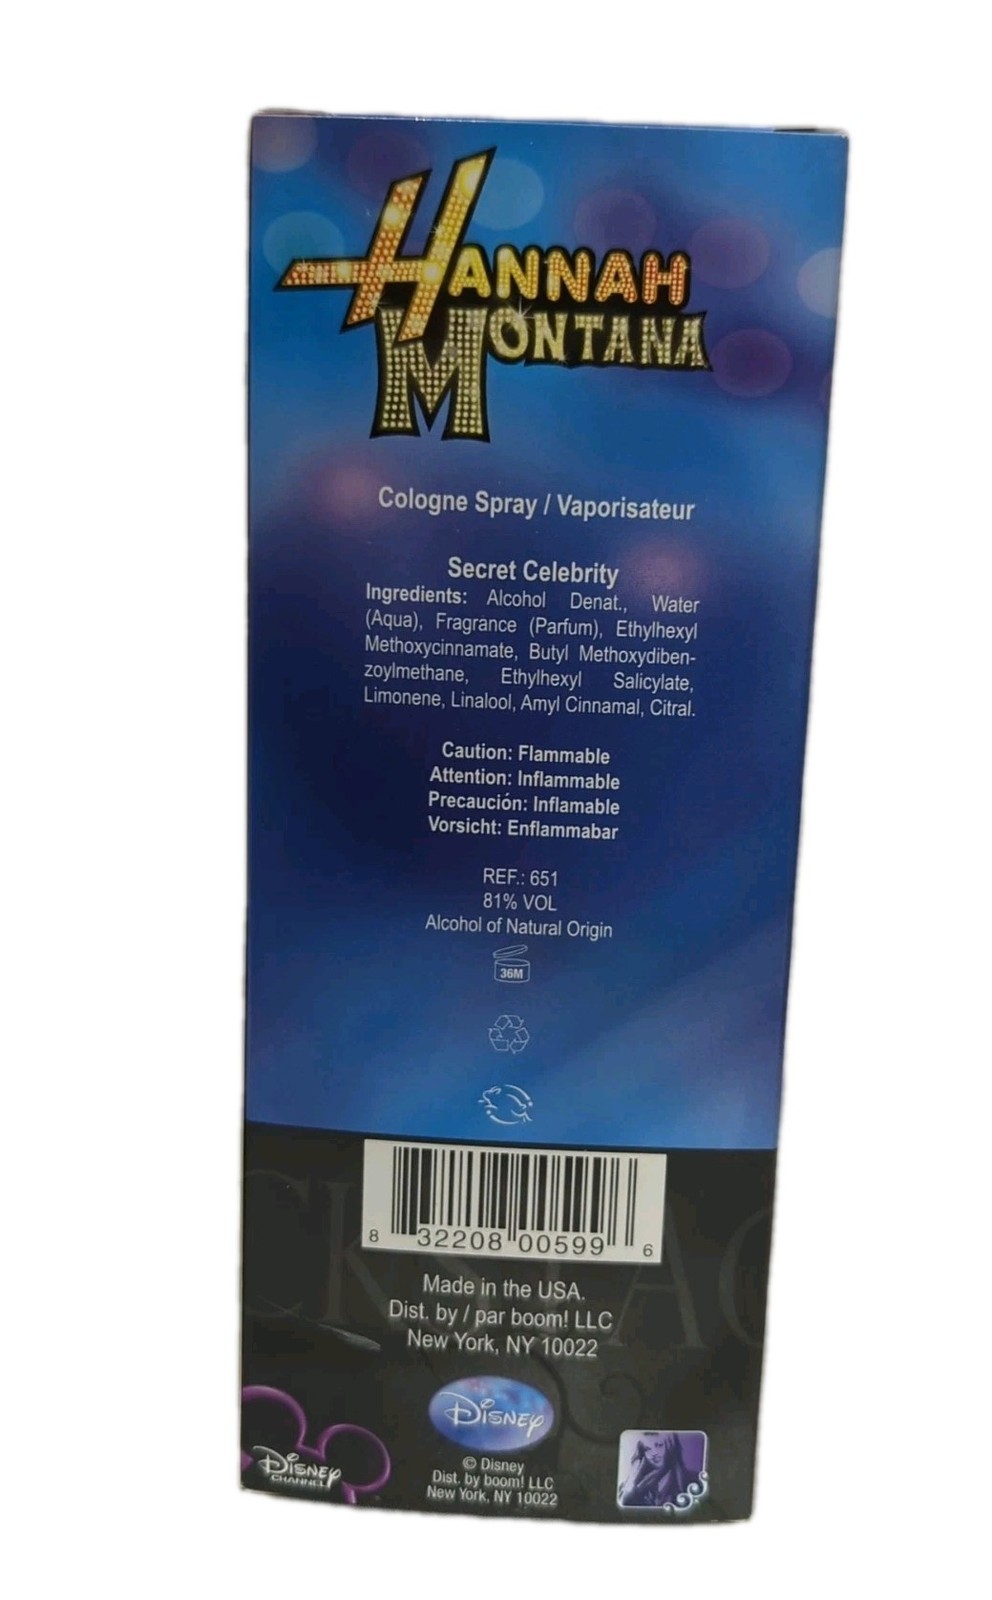 HANNAH
MONTANA
Cologne Spray / Vaporisateur
Secret Celebrity
Ingredients: Alcohol Denat., Water
(Aqua), Fragrance (Parfum), Ethylhexyl
Methoxycinnamate, Butyl Methoxydiben-
zoylmethane, Ethylhexyl Salicylate,
Limonene, Linalool, Amyl Cinnamal, Citral.
Caution: Flammable
Attention: Inflammable
Precaución: Inflamable
Vorsicht: Enflammabar
REF.: 651
81% VOL
Alcohol of Natural Origin
36M
8 32208 00599 6
Made in the USA.
Dist. by / par boom! LLC
New York, NY 10022
Disney
Disney
CHANNEL
© Disney
Dist. by boom! LLC
New York, NY 10022